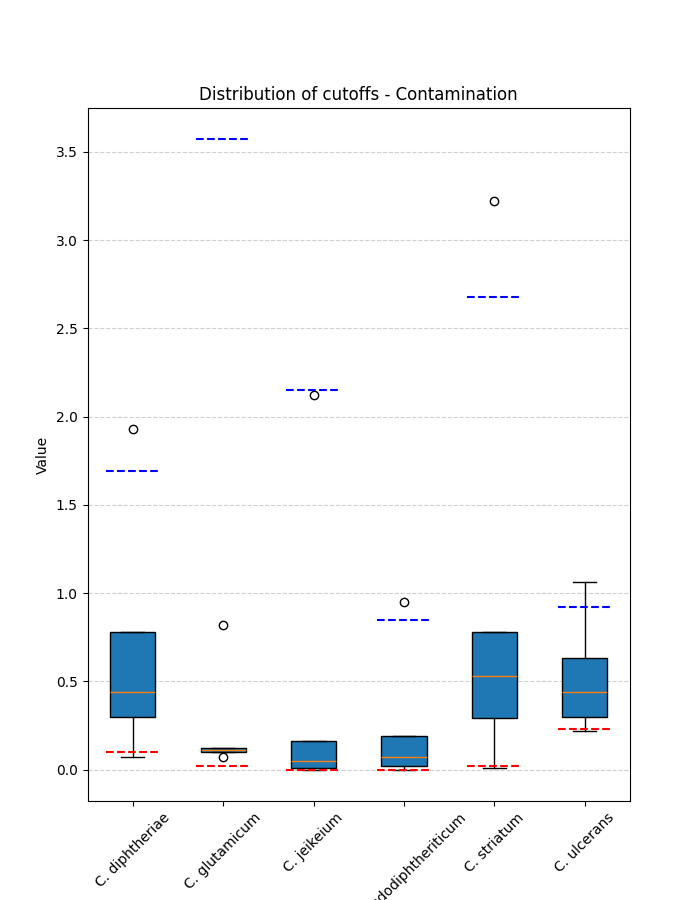 Distribution of cutoffs - Contamination
Value
3.5
3.0
2.5
2.0
1.5
1.0
0.5
0.0
C. diphtheriae
C. glutamicum
C. jeikeium
dodiphtheriticum
C. striatum
C. ulcerans